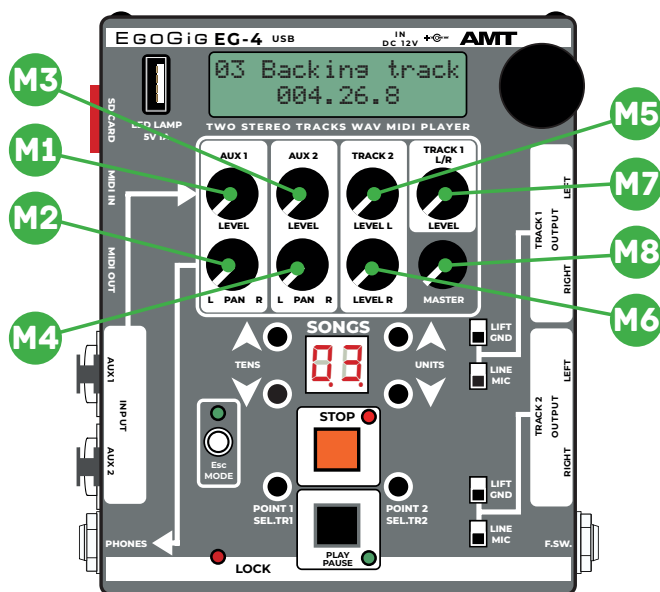 EGOGIG EG-4 USB
IN
DC 12V
AMT
M3
03 Backing track
004.26.8
SD CARD
LED LAMP
5V 1A
TWO STEREO TRACKS WAV MIDI PLAYER
M5
M1
AUX 1
AUX 2
TRACK 2
TRACK 1
L/R
M7
MIDI IN
LEVEL
LEVEL
LEVEL L
LEVEL
LEFT
TRACK 1
OUTPUT
RIGHT
M2
M8
MIDI OUT
L PAN R
L PAN R
LEVEL R
MASTER
M4
M6
SONGS
TENS
0.3.
UNITS
LIFT
GND
LINE
MIC
AUX 1
INPUT
AUX 2
STOP
Esc
MODE
LEFT
TRACK 2
OUTPUT
RIGHT
POINT 1
SEL.TR1
POINT 2
SEL.TR2
LIFT
GND
LINE
MIC
PHONES
PLAY
PAUSE
F.SW.
LOCK